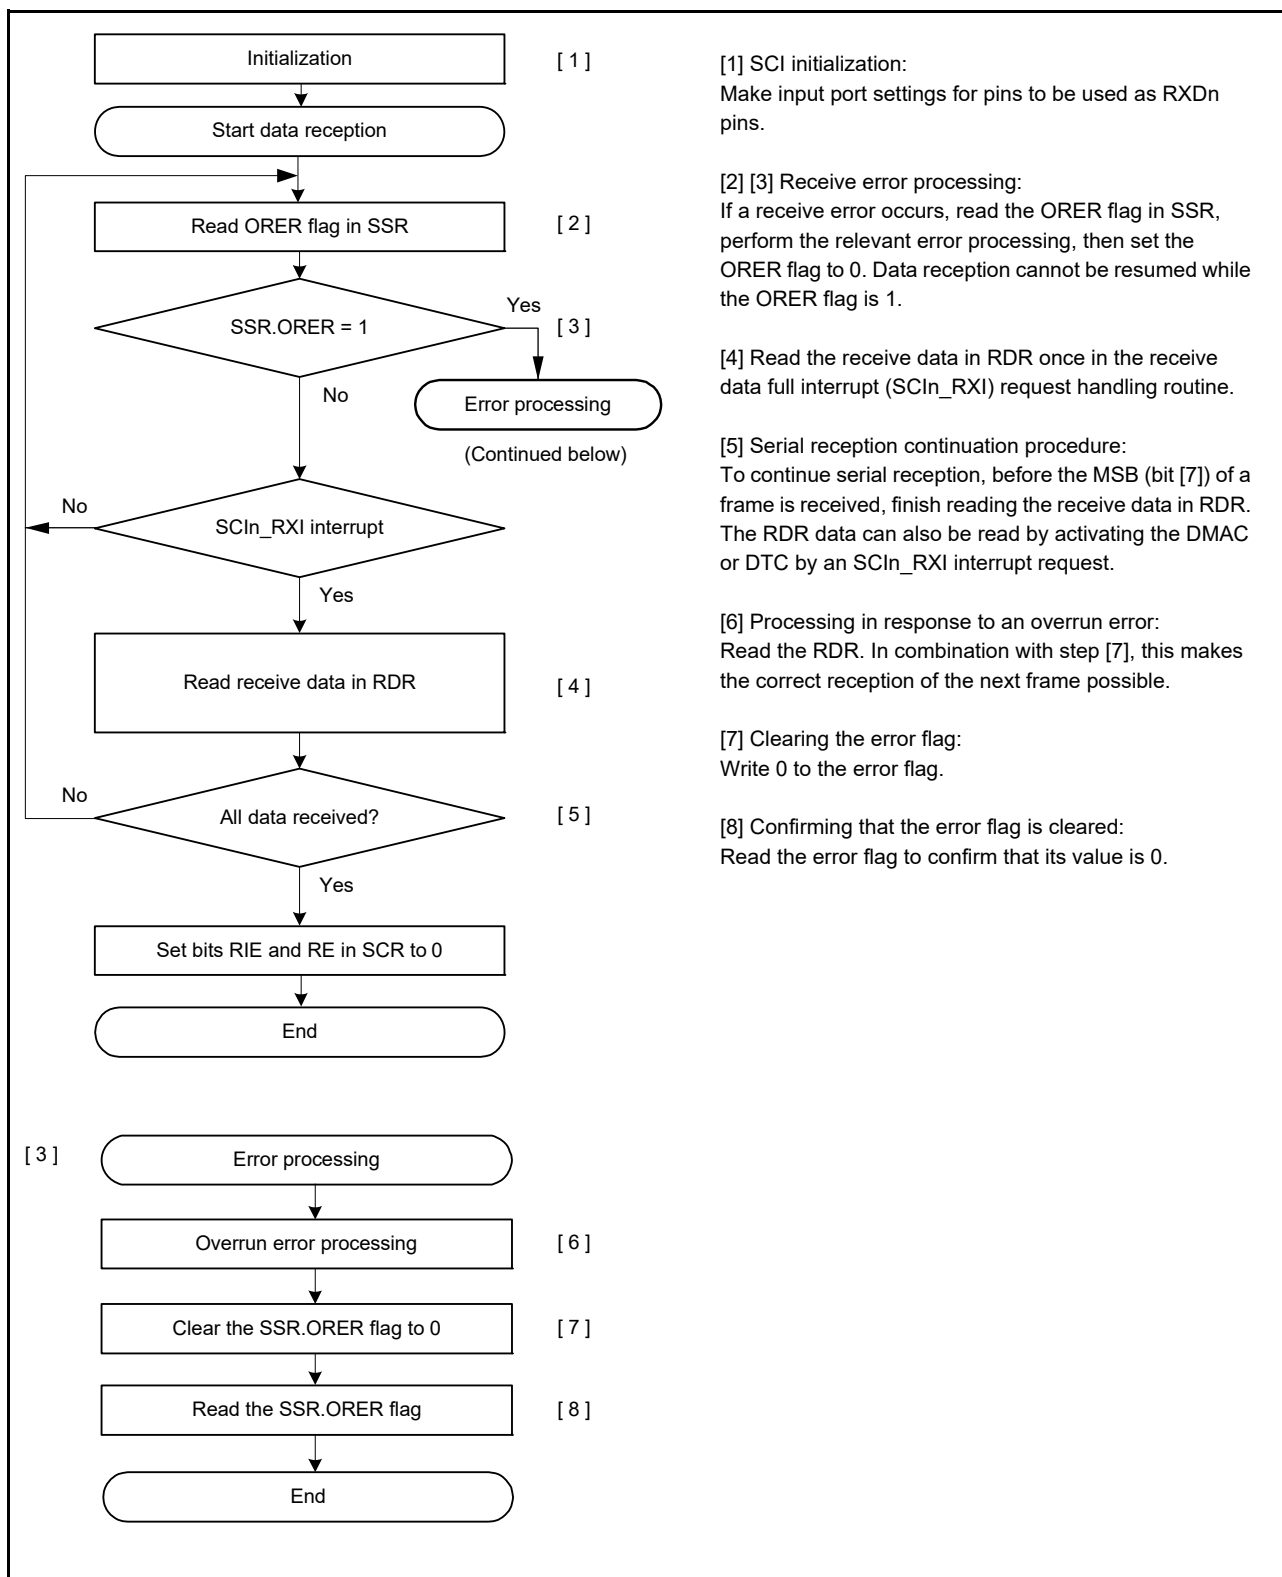 Initialization
[ 1 ]
Start data reception
Read ORER flag in SSR
[ 2 ]
SSR.ORER = 1
Yes
[ 3 ]
No
Error processing
(Continued below)
No
SCIn_RXI interrupt
Yes
Read receive data in RDR
[ 4 ]
No
All data received?
[ 5 ]
Yes
Set bits RIE and RE in SCR to 0
End
[1] SCI initialization:
Make input port settings for pins to be used as RXDn
pins.
[2] [3] Receive error processing:
If a receive error occurs, read the ORER flag in SSR,
perform the relevant error processing, then set the
ORER flag to 0. Data reception cannot be resumed while
the ORER flag is 1.
[4] Read the receive data in RDR once in the receive
data full interrupt (SCIn_RXI) request handling routine.
[5] Serial reception continuation procedure:
To continue serial reception, before the MSB (bit [7]) of a
frame is received, finish reading the receive data in RDR.
The RDR data can also be read by activating the DMAC
or DTC by an SCIn_RXI interrupt request.
[6] Processing in response to an overrun error:
Read the RDR. In combination with step [7], this makes
the correct reception of the next frame possible.
[7] Clearing the error flag:
Write 0 to the error flag.
[8] Confirming that the error flag is cleared:
Read the error flag to confirm that its value is 0.
[ 3 ]
Error processing
Overrun error processing
[ 6 ]
Clear the SSR.ORER flag to 0
[ 7 ]
Read the SSR.ORER flag
[ 8 ]
End